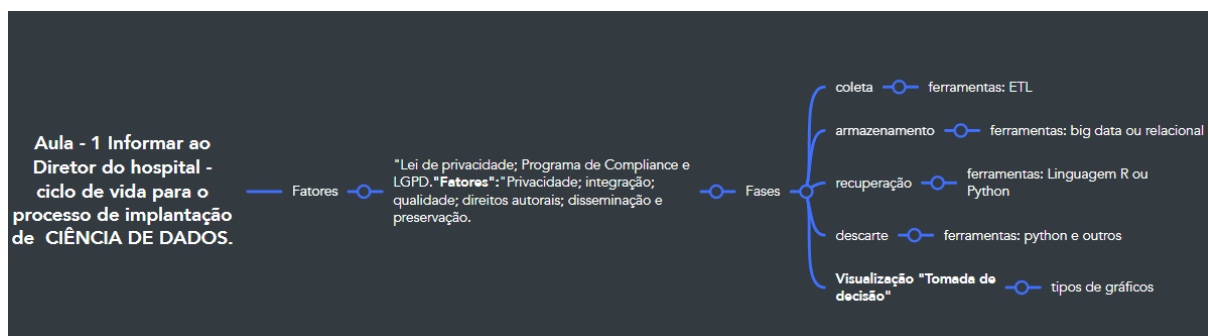 Aula - 1 Informar ao
Diretor do hospital -
ciclo de vida para o
processo de implantação
de CIÊNCIA DE DADOS.
Fatores
"Lei de privacidade; Programa de Compliance e
LGPD."Fatores":"Privacidade; integração;
qualidade; direitos autorais; disseminação e
preservação.
Fases
coleta
ferramentas: ETL
armazenamento
ferramentas: big data ou relacional
recuperação
ferramentas: Linguagem R ou
Python
descarte
ferramentas: python e outros
Visualização "Tomada de
decisão"
tipos de gráficos